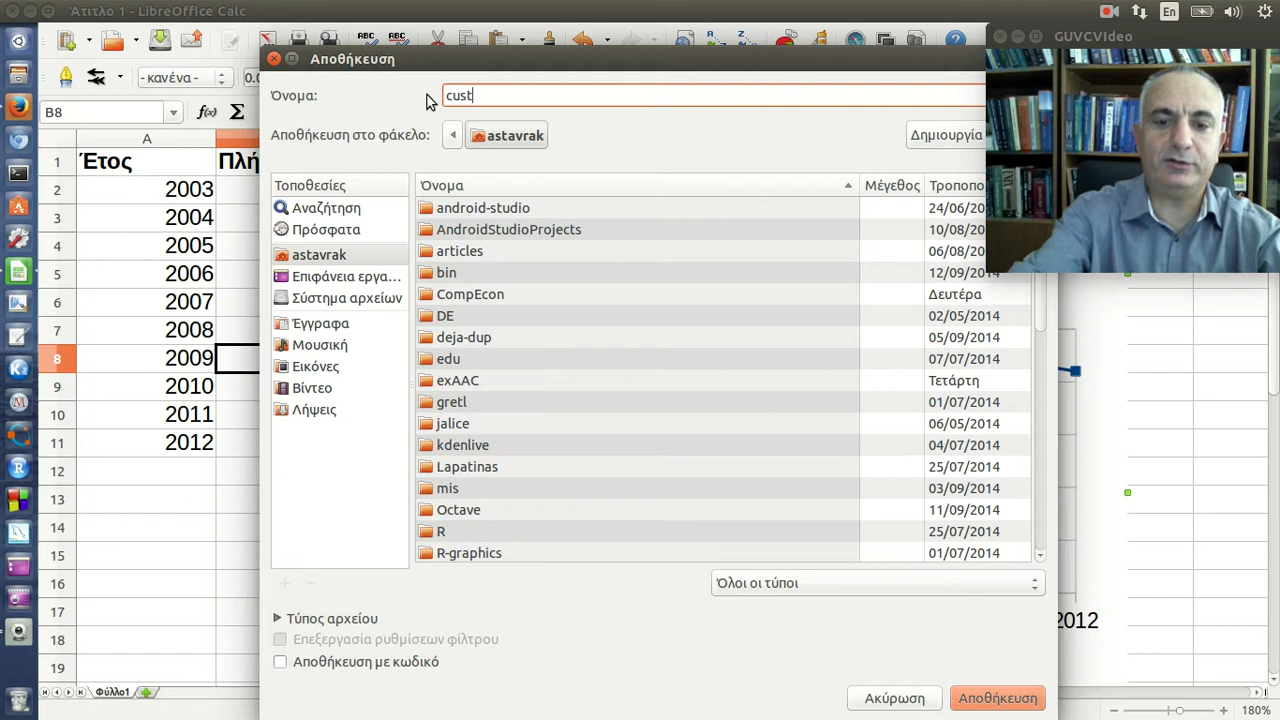 Άτιτλο 1 - LibreOffice Calc
En
GUVCVIdeo
Αποθήκευση
- κανένα -
Όνομα:
cust
B8
Αποθήκευση στο φάκελο:
astavrak
Δημιουργία
A
1 Έτος Πλή
2 2003
3 2004
4 2005
5 2006
6 2007
7 2008
8 2009
9 2010
10 2011
11 2012
12
13
14
15
16
17
18
19
Τοποθεσίες
Αναζήτηση
Πρόσφατα
astavrak
Επιφάνεια εργα...
Σύστημα αρχείων
Έγγραφα
Μουσική
Εικόνες
Βίντεο
Λήψεις
Όνομα Μέγεθος Τροποπο
android-studio 24/06/
AndroidStudioProjects 10/08/
articles 06/08/
bin 12/09/
CompEcon Δευτέρα
DE 02/05/2014
deja-dup 05/09/2014
edu 07/07/2014
exAAC Τετάρτη
gretl 01/07/2014
jalice 06/05/2014
kdenlive 04/07/2014
Lapatinas 25/07/2014
mis 03/09/2014
Octave 11/09/2014
R 25/07/2014
R-graphics 01/07/2014
Όλοι οι τύποι
Τύπος αρχείου
Επεξεργασία ρυθμίσεων φίλτρου
Αποθήκευση με κωδικό
Ακύρωση
Αποθήκευση
2012
Φύλλο1
180%